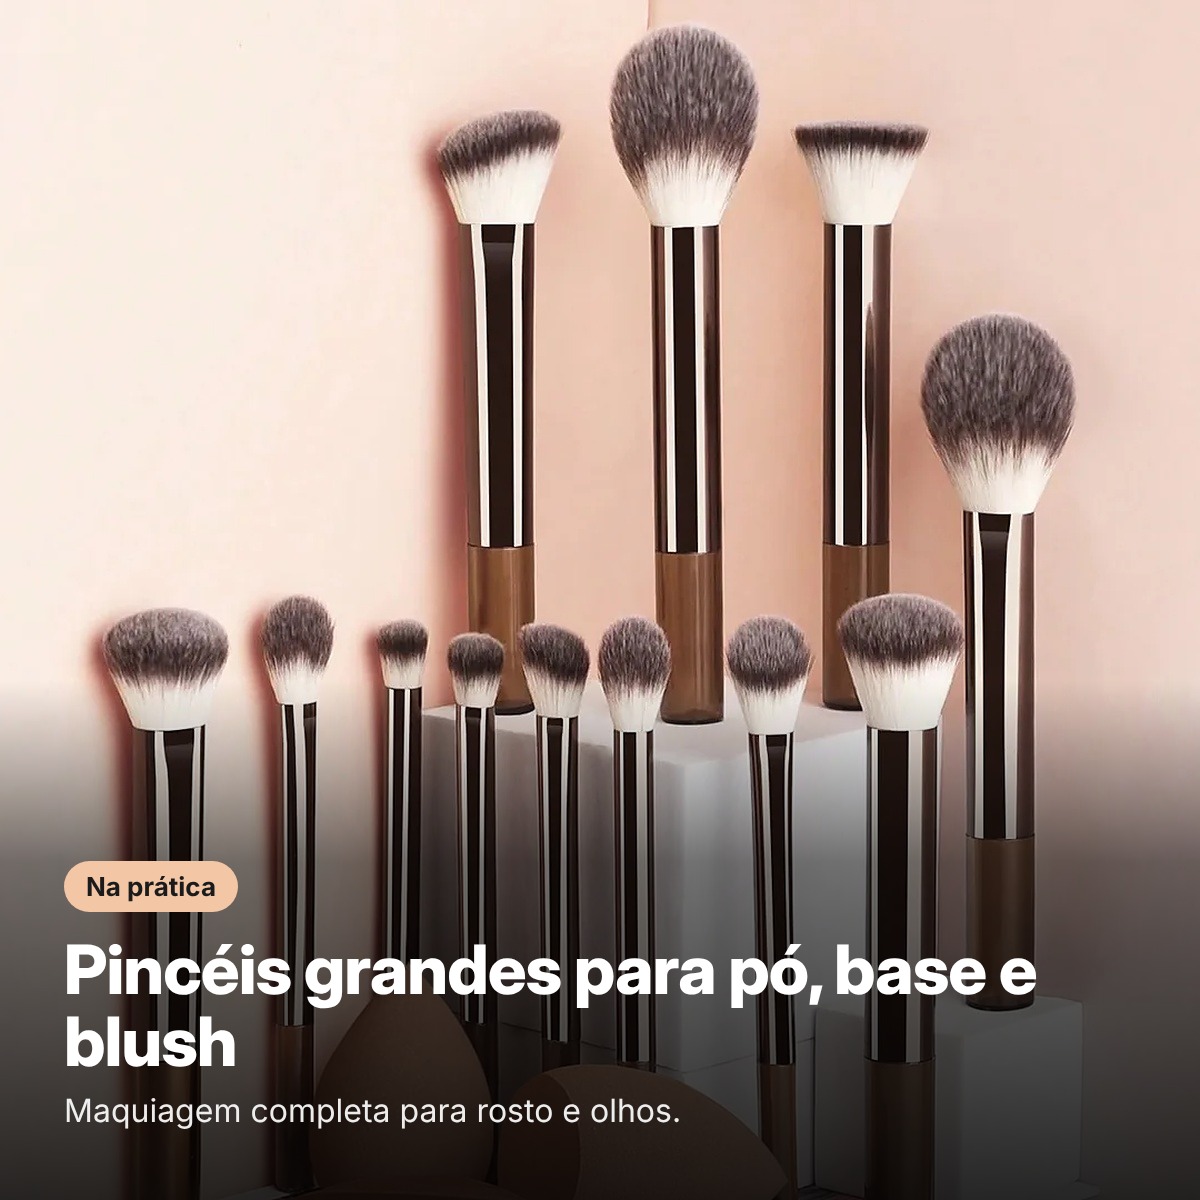 Na prática
Pincéis grandes para pó, base e
blush
Maquiagem completa para rosto e olhos.